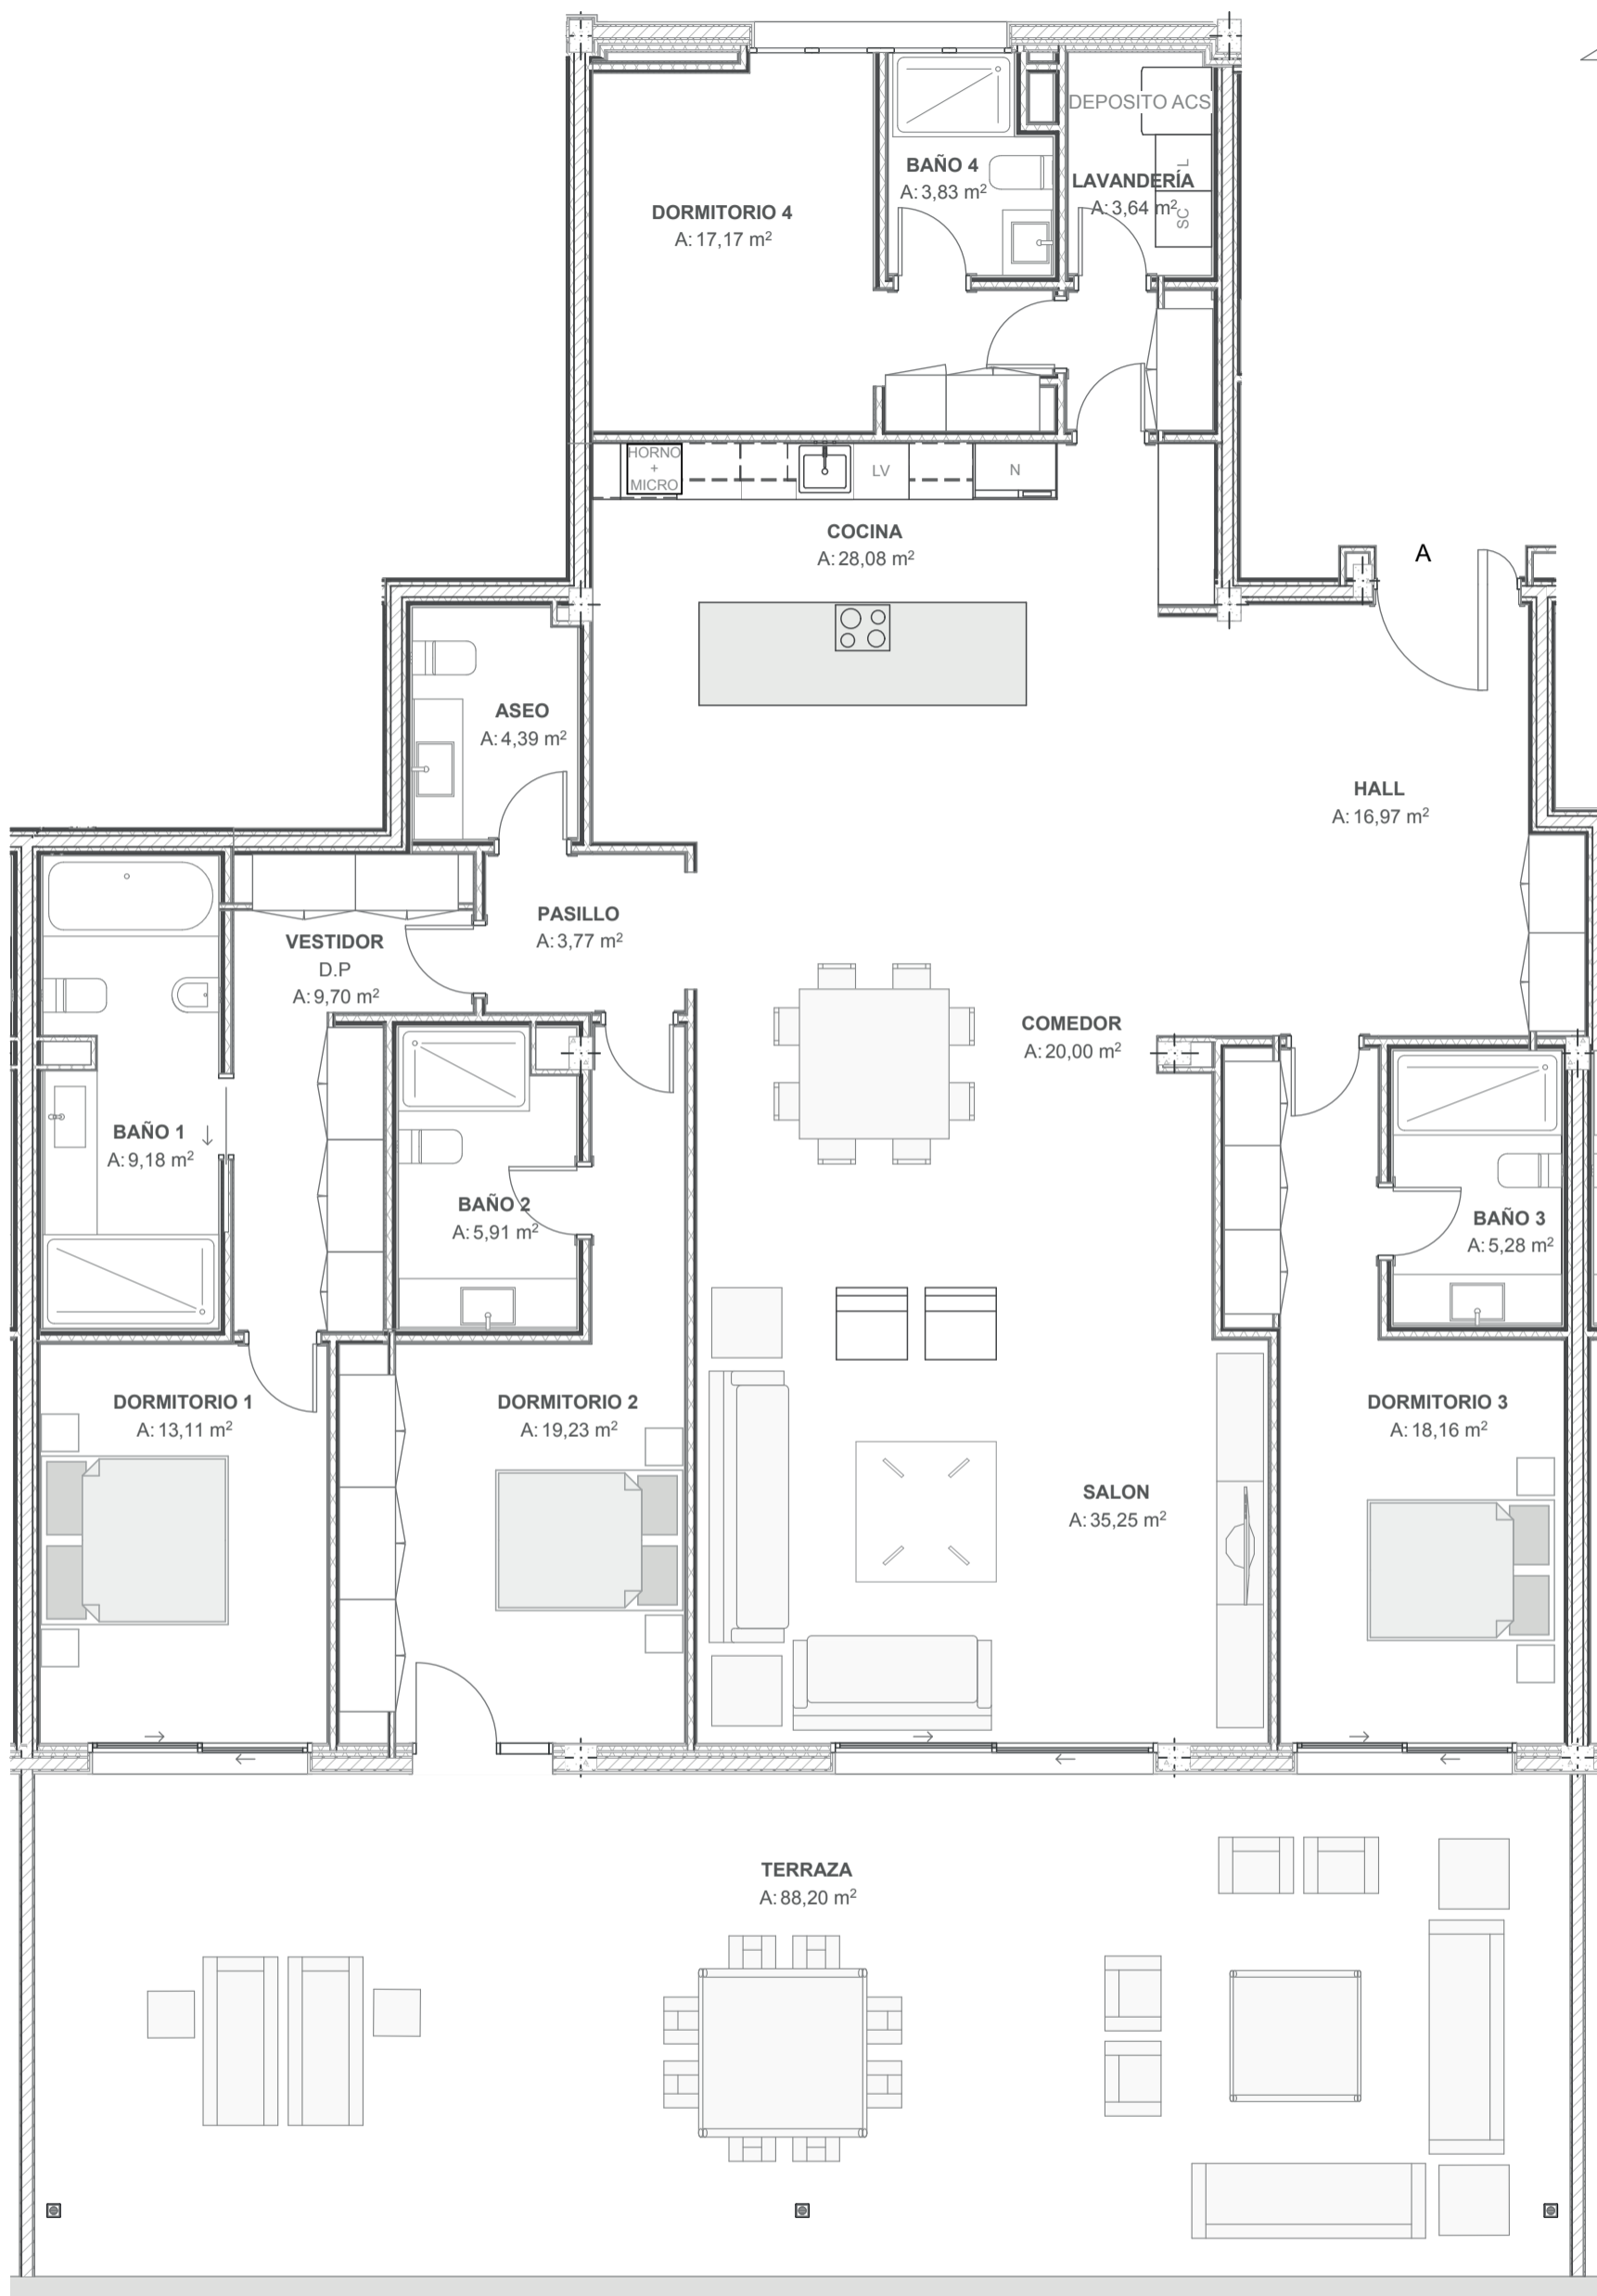 DEPOSITO ACS
BAÑO 4
A: 3,83 m²
L
LAVANDERÍA
A: 3,64 m²
SC
DORMITORIO 4
A: 17,17 m²
HORNO
+
MICRO
LV
N
COCINA
A: 28,08 m²
A
ASEO
A: 4,39 m²
HALL
A: 16,97 m²
PASILLO
A: 3,77 m²
VESTIDOR
D.P
A: 9,70 m²
COMEDOR
A: 20,00 m²
BAÑO 1
A: 9,18 m²
BAÑO 2
A: 5,91 m²
BAÑO 3
A: 5,28 m²
DORMITORIO 1
A: 13,11 m²
DORMITORIO 2
A: 19,23 m²
DORMITORIO 3
A: 18,16 m²
SALON
A: 35,25 m²
TERRAZA
A: 88,20 m²